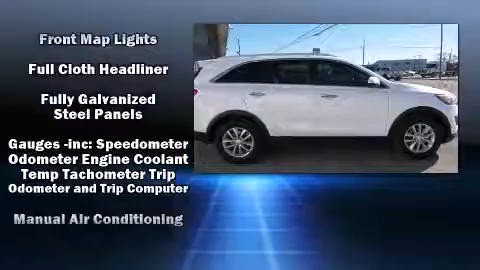 Front Map Lights
Full Cloth Headliner
Fully Galvanized
Steel Panels
Gauges -inc: Speedometer
Odometer Engine Coolant
Temp Tachometer Trip
Odometer and Trip Computer
Manual Air Conditioning